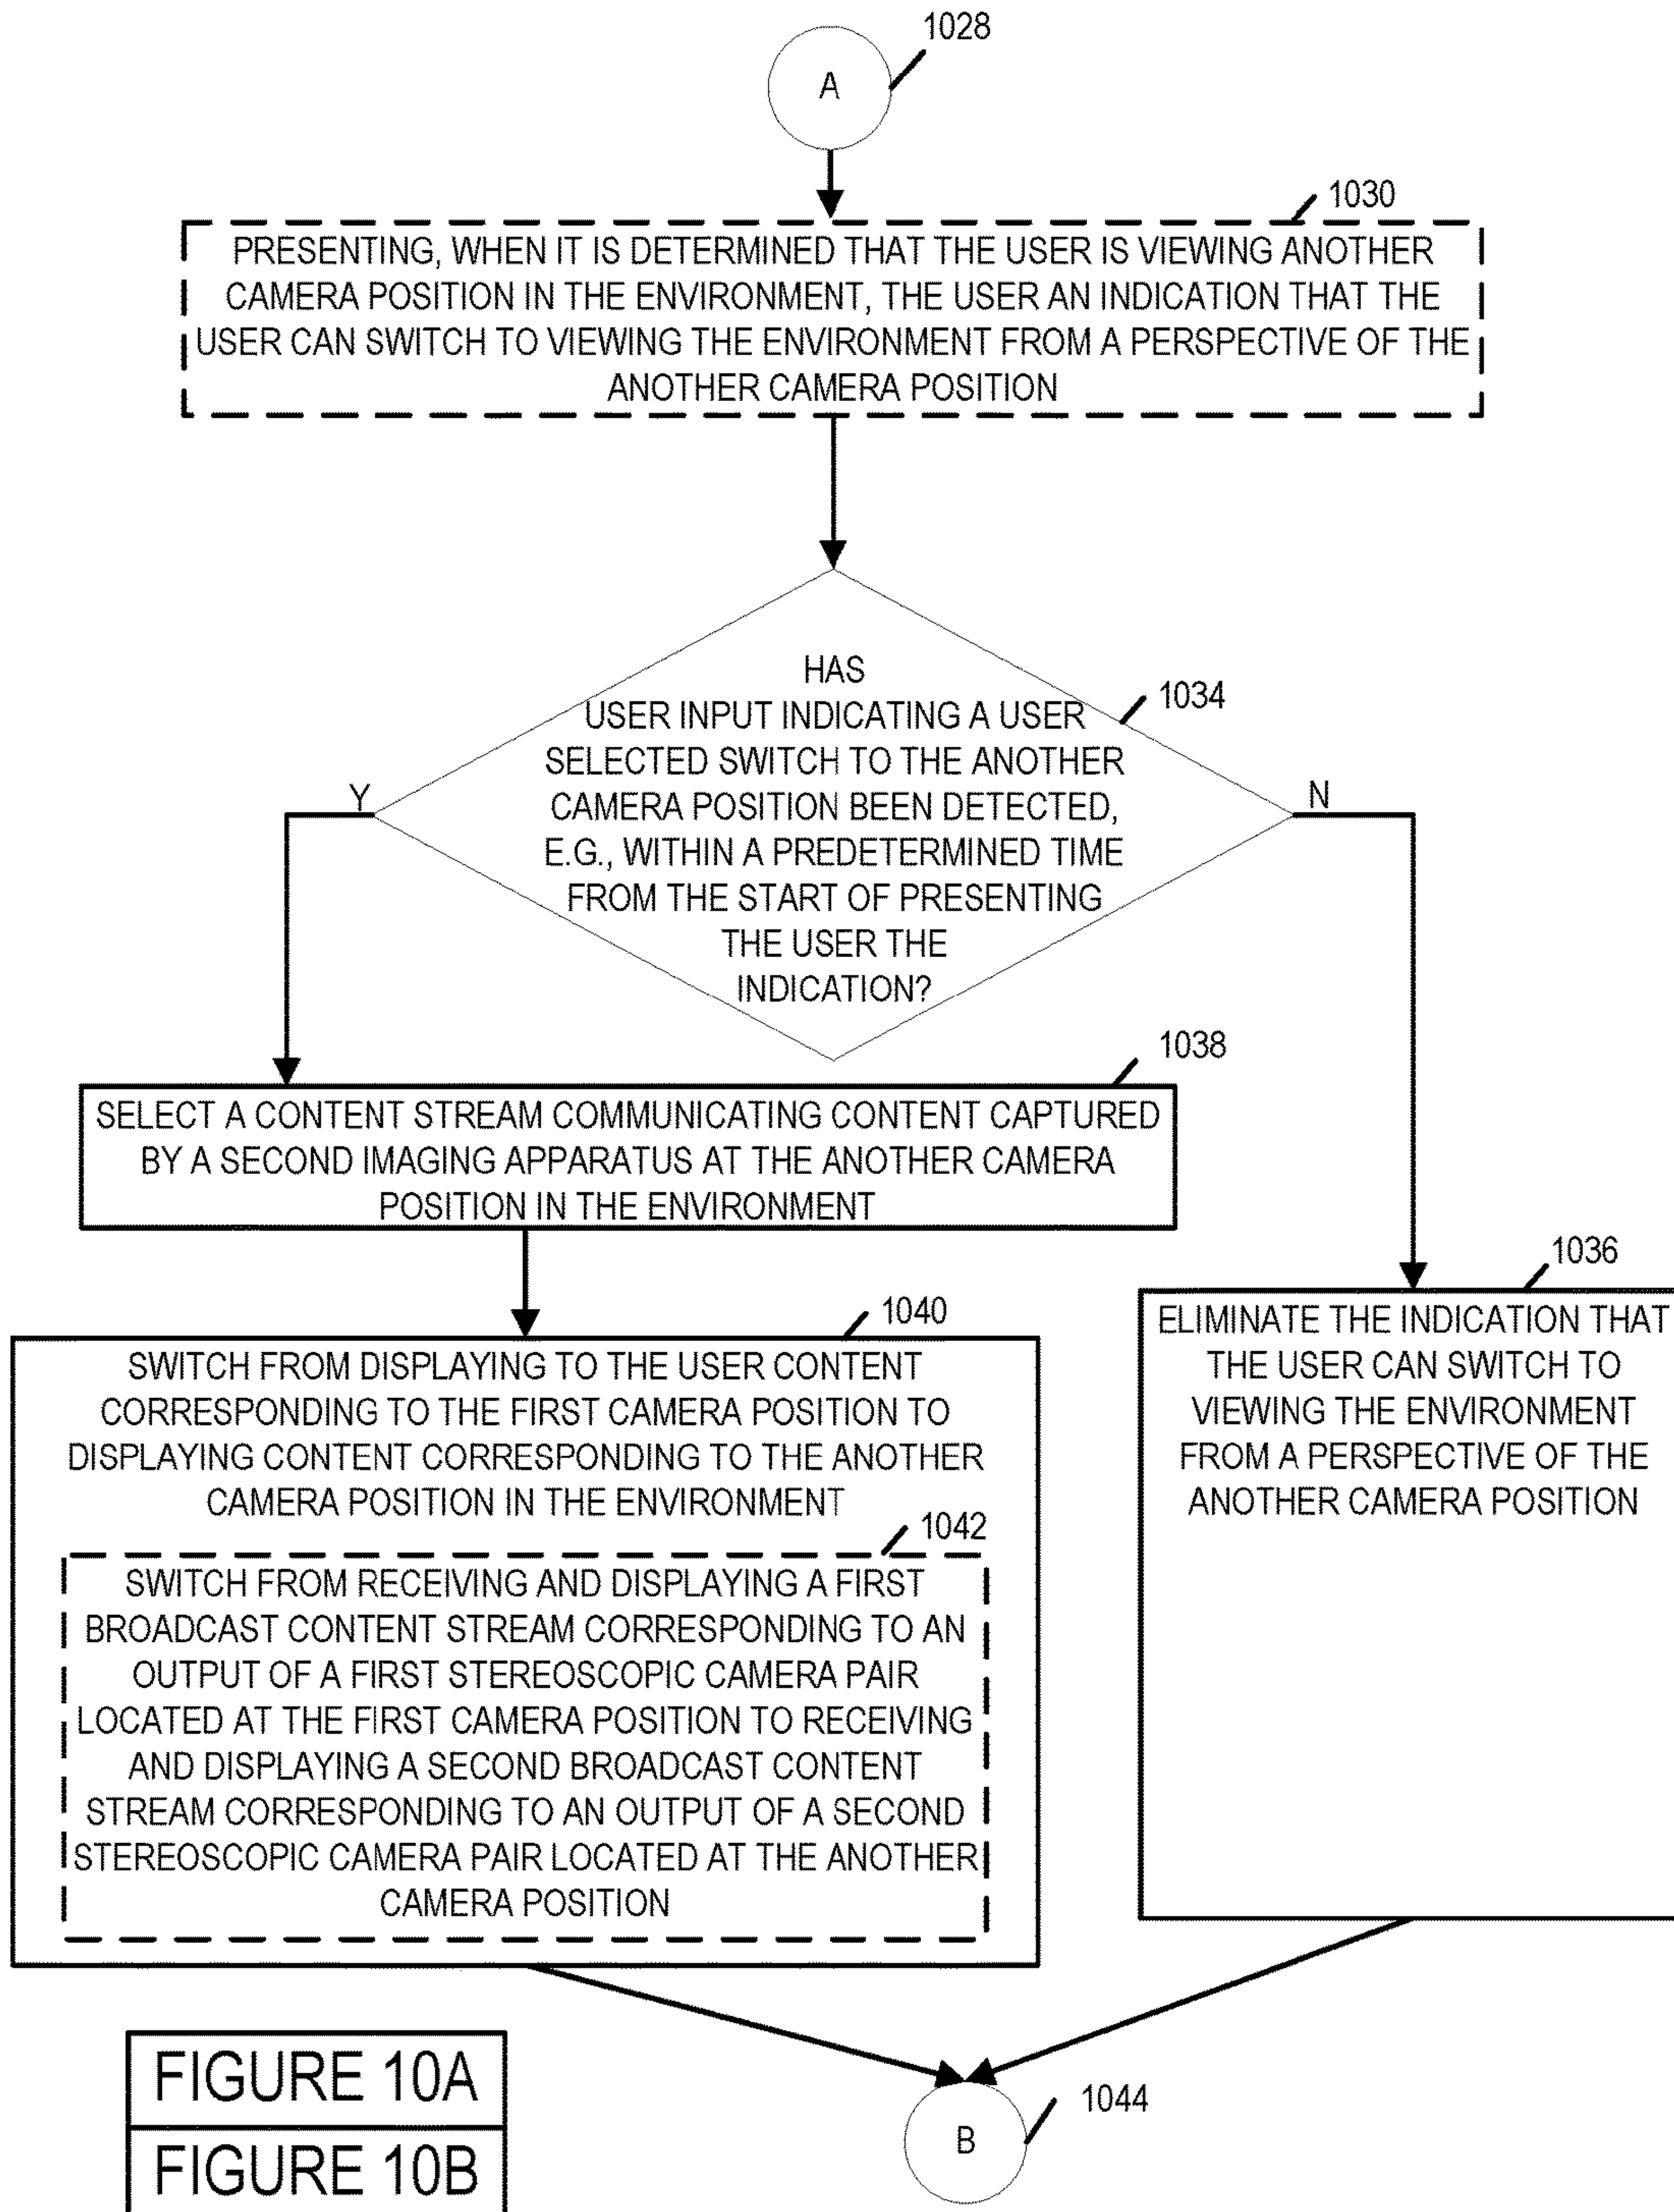 1028
A
1030
PRESENTING, WHEN IT IS DETERMINED THAT THE USER IS VIEWING ANOTHER
CAMERA POSITION IN THE ENVIRONMENT, THE USER AN INDICATION THAT THE
USER CAN SWITCH TO VIEWING THE ENVIRONMENT FROM A PERSPECTIVE OF THE
ANOTHER CAMERA POSITION
HAS
USER INPUT INDICATING A USER
SELECTED SWITCH TO THE ANOTHER
CAMERA POSITION BEEN DETECTED,
E.G., WITHIN A PREDETERMINED TIME
FROM THE START OF PRESENTING
THE USER THE
INDICATION?
1034
Y
N
1038
SELECT A CONTENT STREAM COMMUNICATING CONTENT CAPTURED
BY A SECOND IMAGING APPARATUS AT THE ANOTHER CAMERA
POSITION IN THE ENVIRONMENT
1040
SWITCH FROM DISPLAYING TO THE USER CONTENT
CORRESPONDING TO THE FIRST CAMERA POSITION TO
DISPLAYING CONTENT CORRESPONDING TO THE ANOTHER
CAMERA POSITION IN THE ENVIRONMENT
1042
SWITCH FROM RECEIVING AND DISPLAYING A FIRST
BROADCAST CONTENT STREAM CORRESPONDING TO AN
OUTPUT OF A FIRST STEREOSCOPIC CAMERA PAIR
LOCATED AT THE FIRST CAMERA POSITION TO RECEIVING
AND DISPLAYING A SECOND BROADCAST CONTENT
STREAM CORRESPONDING TO AN OUTPUT OF A SECOND
STEREOSCOPIC CAMERA PAIR LOCATED AT THE ANOTHER
CAMERA POSITION
1036
ELIMINATE THE INDICATION THAT
THE USER CAN SWITCH TO
VIEWING THE ENVIRONMENT
FROM A PERSPECTIVE OF THE
ANOTHER CAMERA POSITION
FIGURE 10A
FIGURE 10B
B
1044